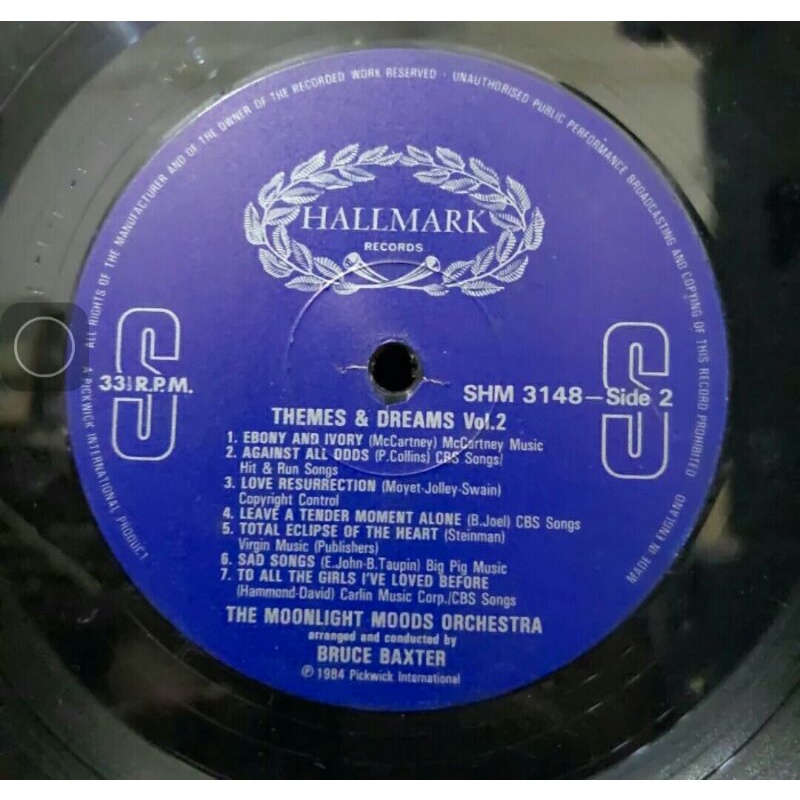 ALL RIGHTS OF THE MANUFACTURER AND OF THE OWNER OF THE RECORDED WORK RESERVED · UNAUTHORISED PUBLIC PERFORMANCE BROADCASTING AND COPYING OF THIS RECORD PROHIBITED
HALLMARK
RECORDS
S
S
33⅓ R.P.M.
SHM 3148–Side 2
THEMES & DREAMS Vol.2
1. EBONY AND IVORY (McCartney) McCartney Music
2. AGAINST ALL ODDS (P.Collins) CBS Songs/
Hit & Run Songs
3. LOVE RESURRECTION (Moyet-Jolley-Swain)
Copyright Control
4. LEAVE A TENDER MOMENT ALONE (B.Joel) CBS Songs
5. TOTAL ECLIPSE OF THE HEART (Steinman)
Virgin Music (Publishers)
6. SAD SONGS (E.John-B.Taupin) Big Pig Music
7. TO ALL THE GIRLS I'VE LOVED BEFORE
(Hammond-David) Carlin Music Corp./CBS Songs
THE MOONLIGHT MOODS ORCHESTRA
arranged and conducted by
BRUCE BAXTER
℗ 1984 Pickwick International
A PICKWICK INTERNATIONAL PRODUCT
MADE IN ENGLAND